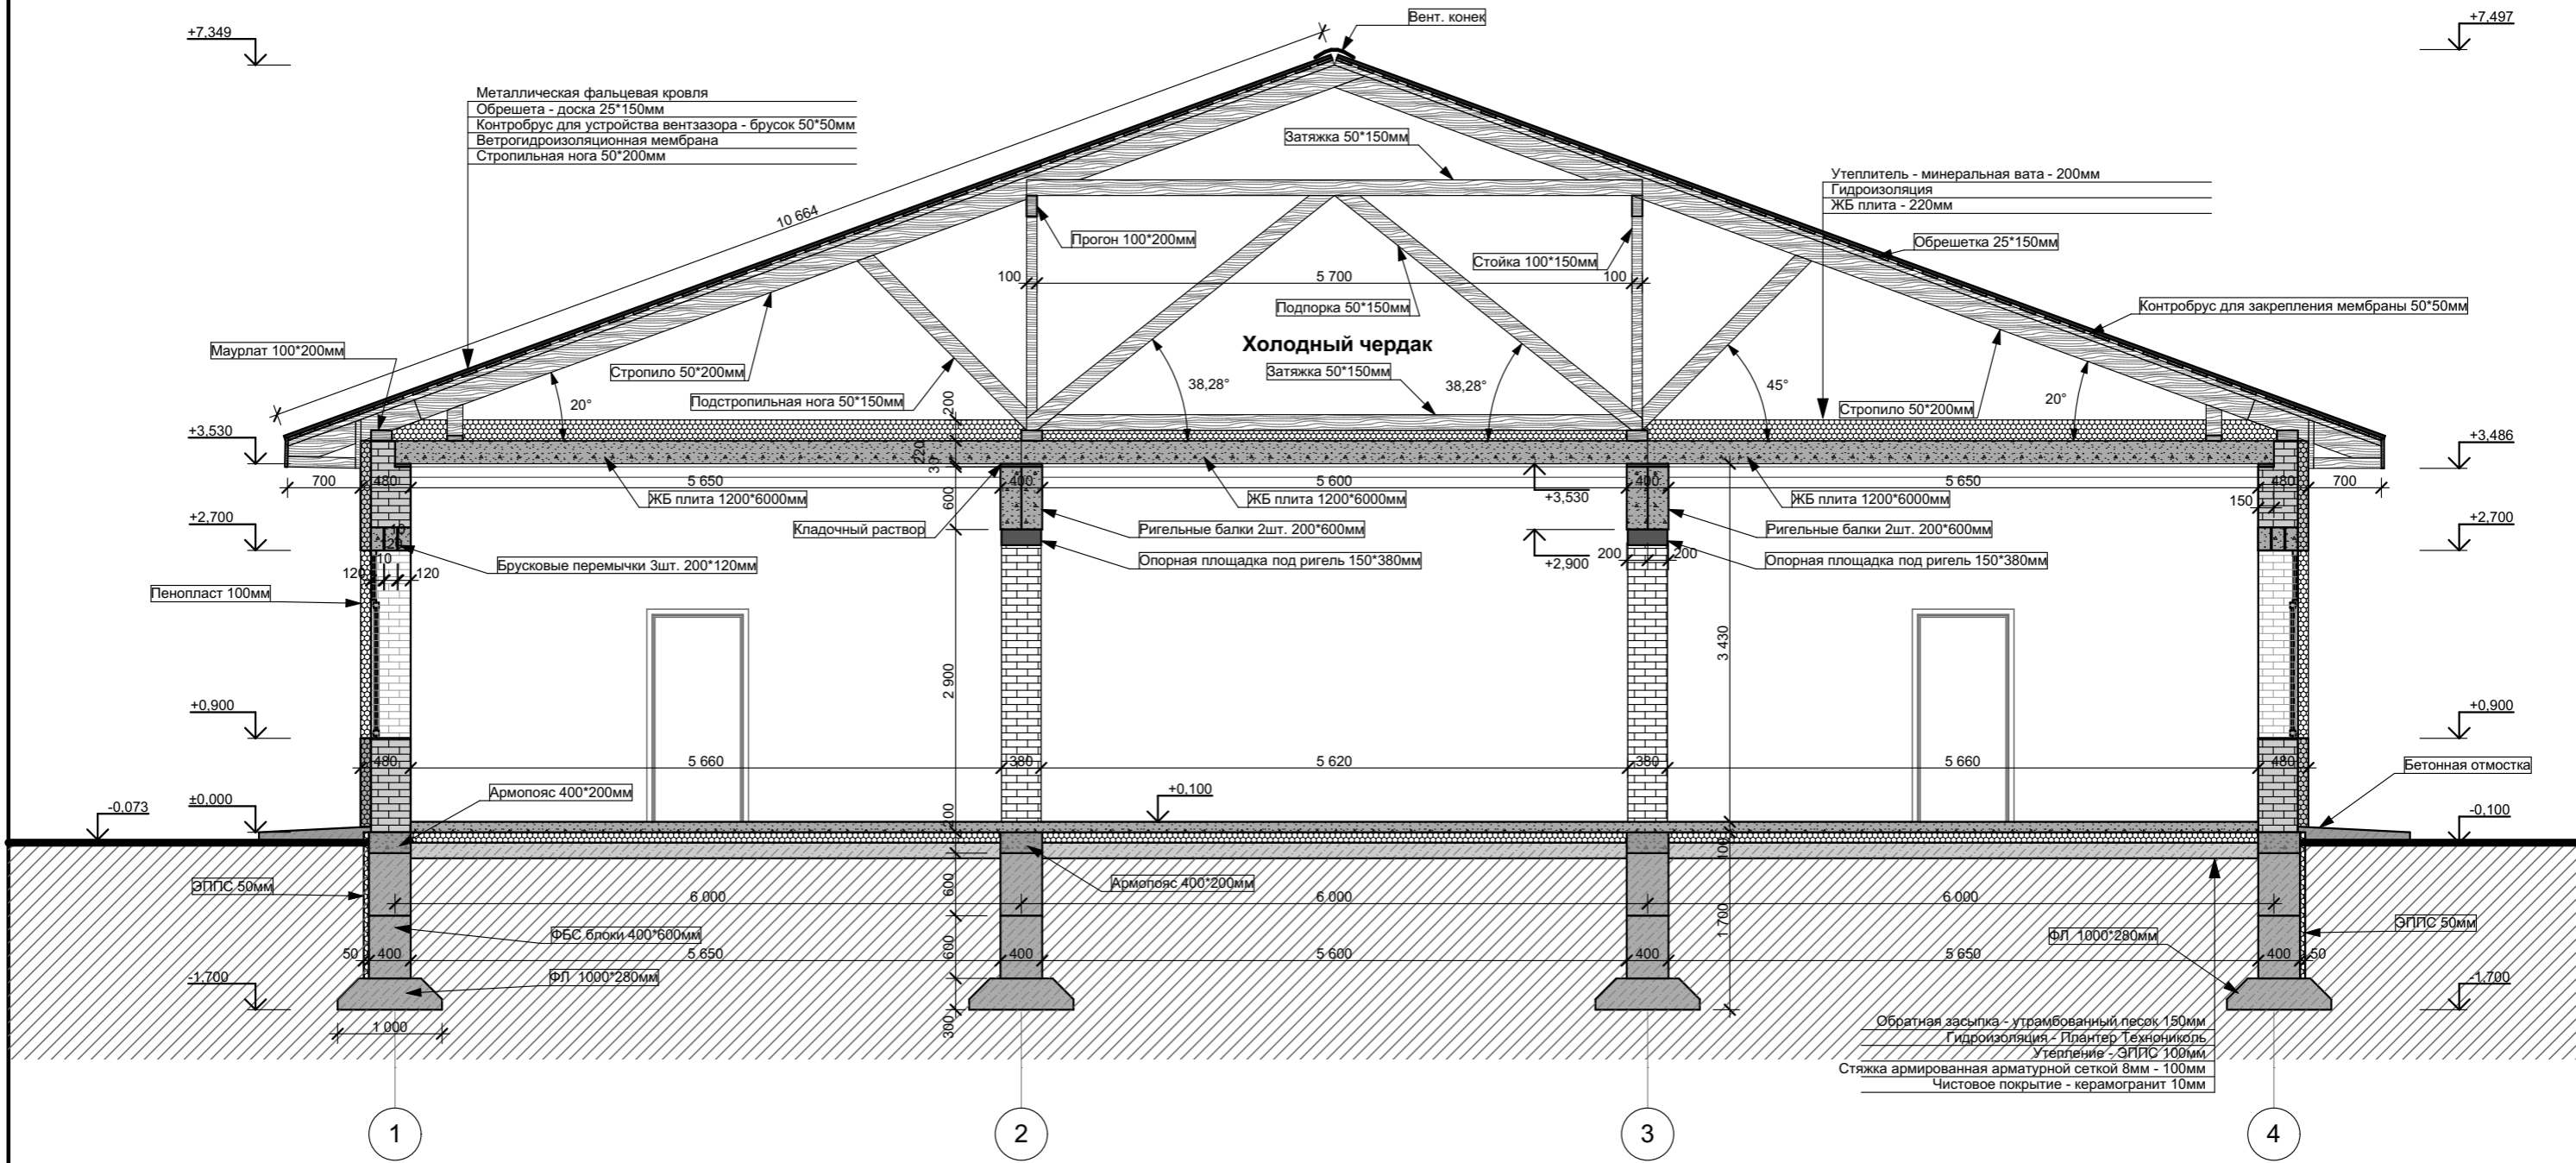 Вент. конек
+7,349
+7,497
Металлическая фальцевая кровля
Обрешета - доска 25*150мм
Контробрус для устройства вентзазора - брусок 50*50мм
Ветрогидроизоляционная мембрана
Стропильная нога 50*200мм
Затяжка 50*150мм
Утеплитель - минеральная вата - 200мм
Гидроизоляция
ЖБ плита - 220мм
10 664
Прогон 100*200мм
Обрешетка 25*150мм
Стойка 100*150мм
100
5 700
100
Подпорка 50*150мм
Контробрус для закрепления мембраны 50*50мм
Холодный чердак
Маурлат 100*200мм
Стропило 50*200мм
Затяжка 50*150мм
38,28°
38,28°
45°
20°
Подстропильная нога 50*150мм
200
Стропило 50*200мм
20°
+3,530
+3,486
220
30
700
480
5 650
400
5 600
400
5 650
480
700
ЖБ плита 1200*6000мм
ЖБ плита 1200*6000мм
ЖБ плита 1200*6000мм
+3,530
150
600
+2,700
+2,700
Кладочный раствор
Ригельные балки 2шт. 200*600мм
Ригельные балки 2шт. 200*600мм
10
120
10
120
120
Брусковые перемычки 3шт. 200*120мм
Опорная площадка под ригель 150*380мм
+2,900
200
200
Опорная площадка под ригель 150*380мм
Пенопласт 100мм
3 430
2 900
+0,900
+0,900
480
5 660
380
5 620
380
5 660
480
Бетонная отмостка
-0,073
±0,000
Армопояс 400*200мм
200
+0,100
-0,100
100
ЭППС 50мм
600
Армопояс 400*200мм
6 000
6 000
6 000
1 700
ФБС блоки 400*600мм
ФЛ 1000*280мм
ЭППС 50мм
50
400
5 650
600
400
5 600
400
5 650
400
50
-1,700
ФЛ 1000*280мм
-1,700
1 000
300
Обратная засыпка - утрамбованный песок 150мм
Гидроизоляция - Плантер Технониколь
Утепление - ЭППС 100мм
Стяжка армированная арматурной сеткой 8мм - 100мм
Чистовое покрытие - керамогранит 10мм
1
2
3
4